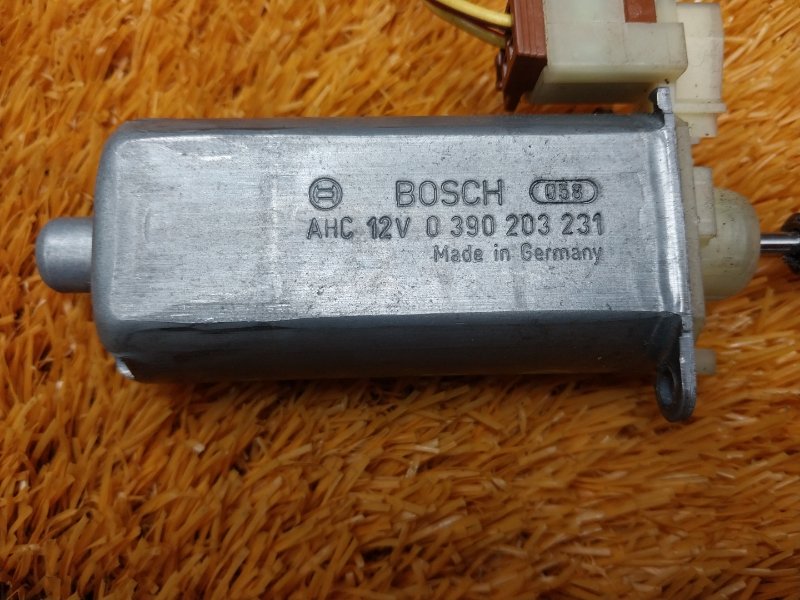 BOSCH 058
AHC 12V 0 390 203 231
Made in Germany